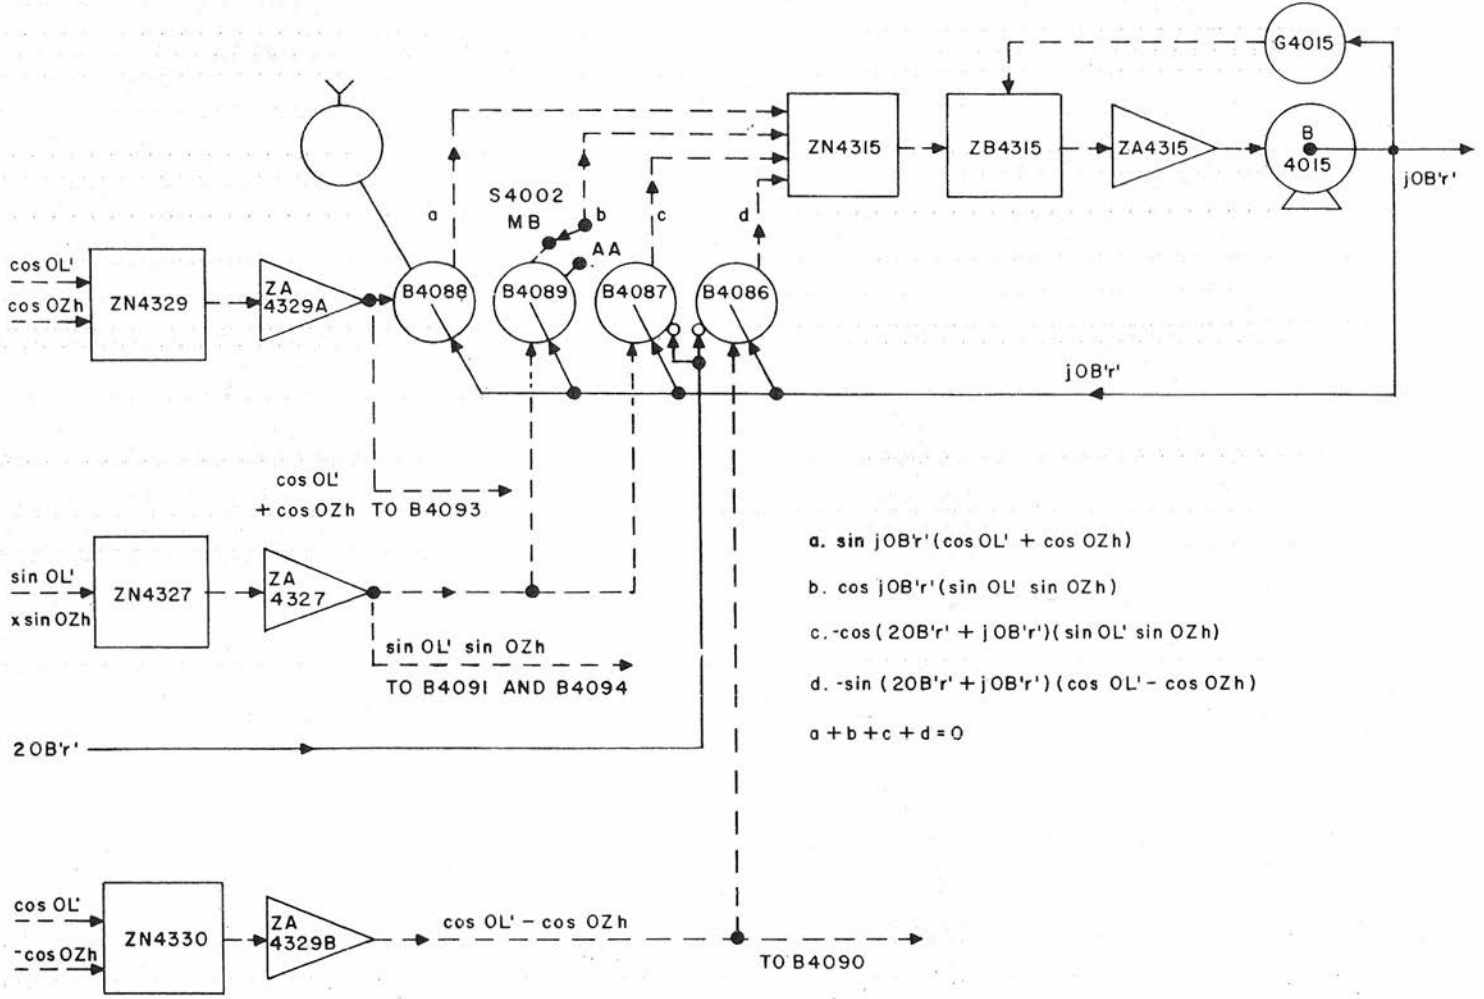 G4015
ZN4315
ZB4315
ZA4315
B
4015
jOB'r'
a
S4002
MB
b
AA
c
d
cos OL'
cos OZh
ZN4329
ZA
4329A
B4088
B4089
B4087
B4086
jOB'r'
cos OL'
+ cos OZh TO B4093
sin OL'
x sin OZh
ZN4327
ZA
4327
sin OL' sin OZh
TO B4091 AND B4094
a. sin jOB'r'(cos OL' + cos OZh)
b. cos jOB'r'(sin OL' sin OZh)
c. -cos (2OB'r' + jOB'r')(sin OL' sin OZh)
d. -sin (2OB'r' + jOB'r')(cos OL' - cos OZh)
a + b + c + d = O
2OB'r'
cos OL'
-cos OZh
ZN4330
ZA
4329B
cos OL' - cos OZh
TO B4090